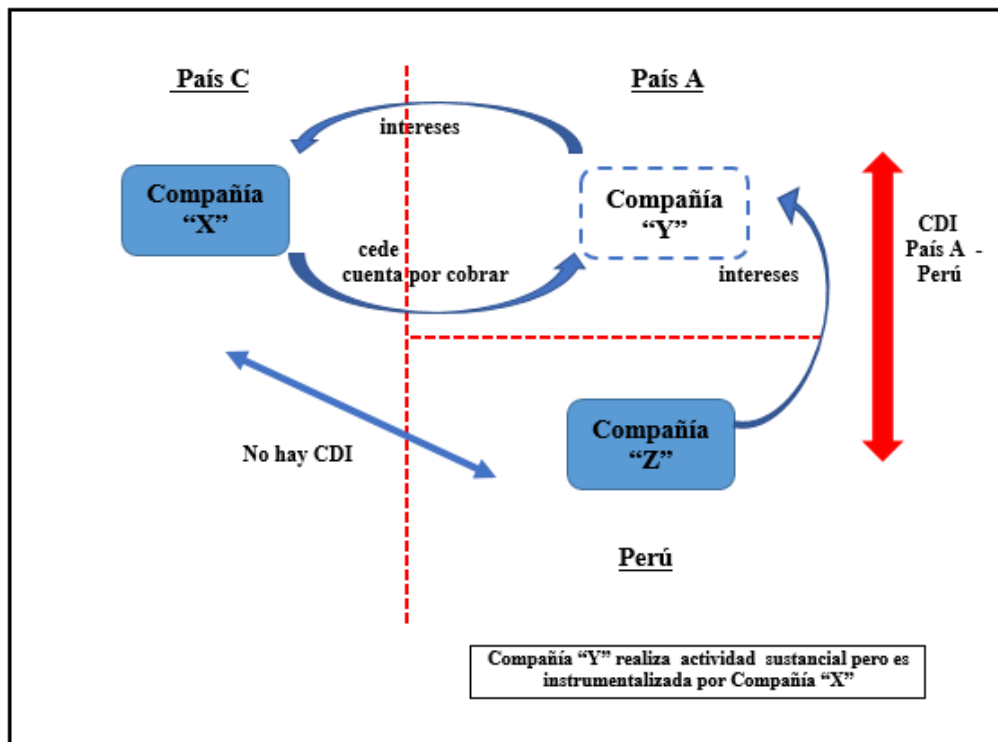 País C
País A
intereses
Compañía
“X”
Compañía
“Y”
cede
cuenta por cobrar
intereses
CDI
País A -
Perú
No hay CDI
Compañía
“Z”
Perú
Compañía “Y” realiza actividad sustancial pero es
instrumentalizada por Compañía “X”